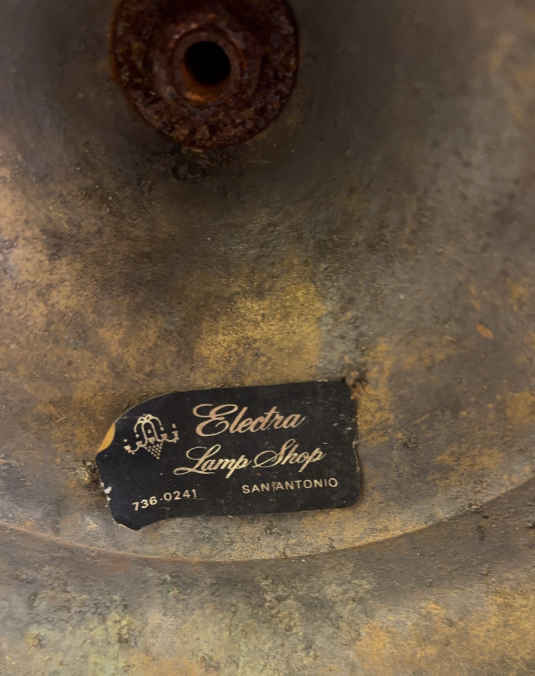 Electra
Lamp Shop
736-0241 SAN ANTONIO